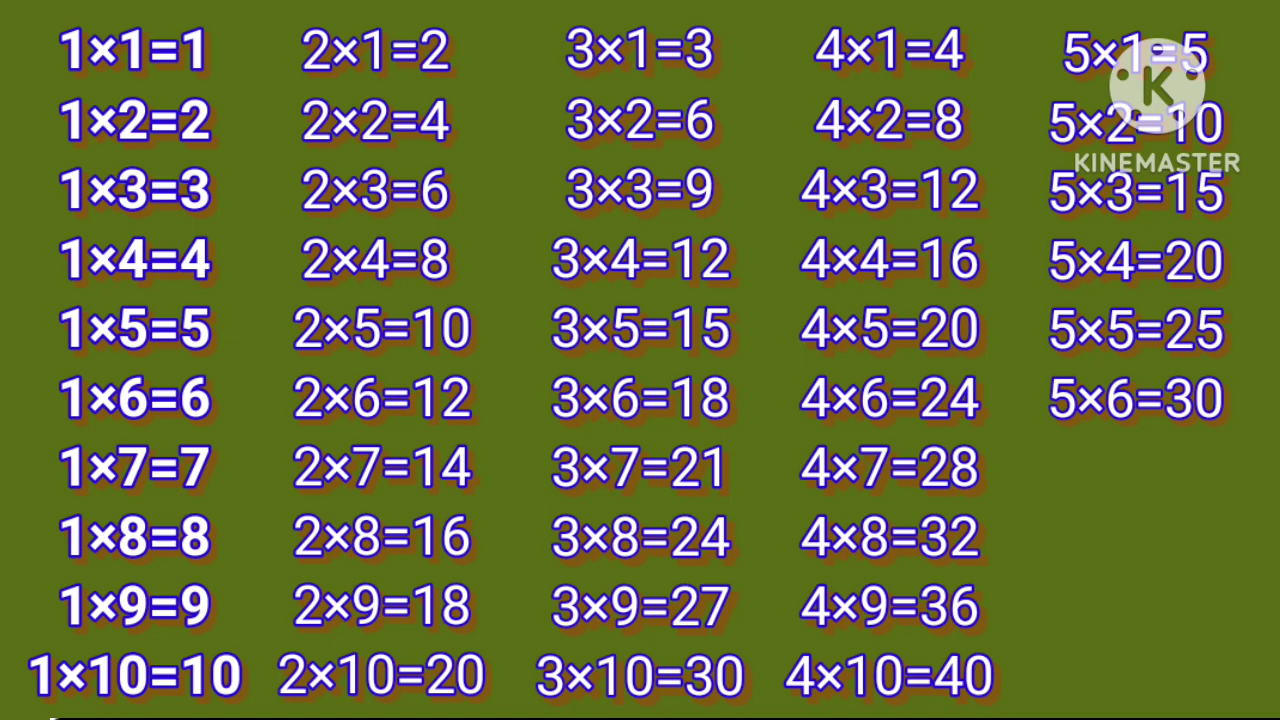 1×1=1 2×1=2 3×1=3 4×1=4 5×1=5
1×2=2 2×2=4 3×2=6 4×2=8 5×2=10
K
KINEMASTER
1×3=3 2×3=6 3×3=9 4×3=12 5×3=15
1×4=4 2×4=8 3×4=12 4×4=16 5×4=20
1×5=5 2×5=10 3×5=15 4×5=20 5×5=25
1×6=6 2×6=12 3×6=18 4×6=24 5×6=30
1×7=7 2×7=14 3×7=21 4×7=28
1×8=8 2×8=16 3×8=24 4×8=32
1×9=9 2×9=18 3×9=27 4×9=36
1×10=10 2×10=20 3×10=30 4×10=40